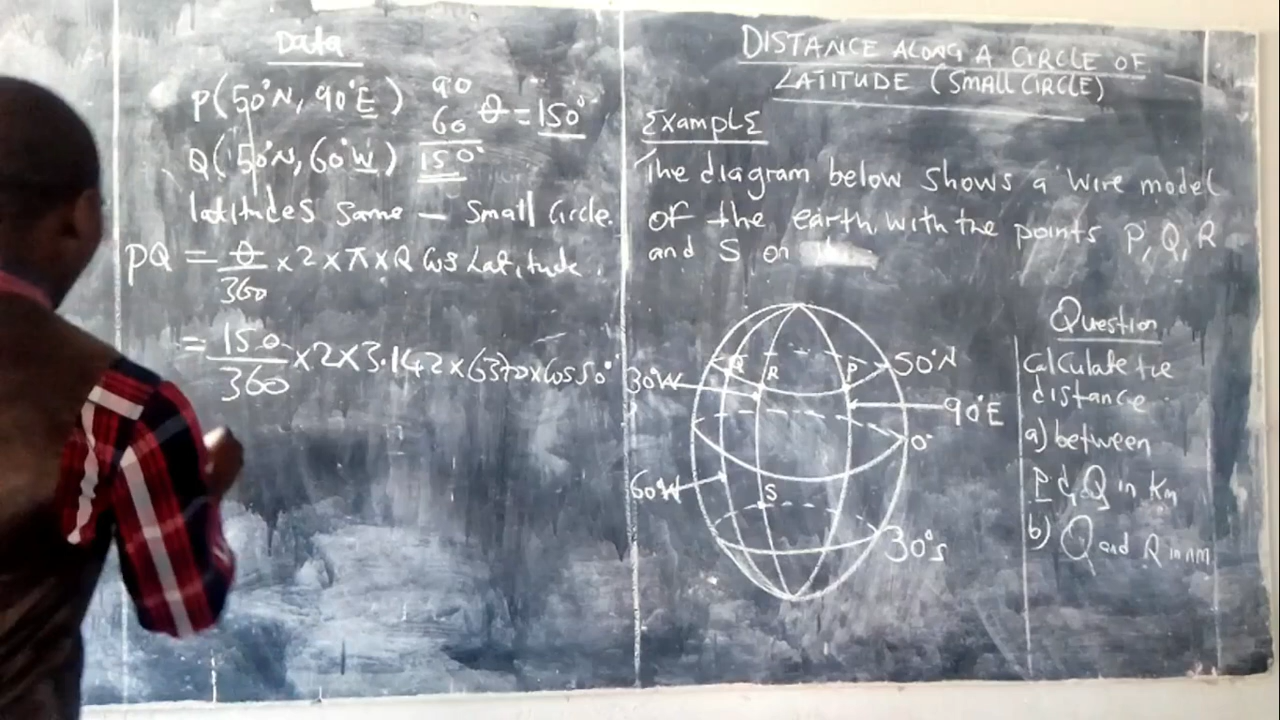 Data
P(50°N, 90°E) 90
60 θ = 150°
Q(50°N, 60°W) 150°
latitudes same — Small Circle.
PQ = θ/360 × 2 × π × R Cos Latitude.
= 150/360 × 2 × 3.142 × 6370 × Cos 50°
DISTANCE ALONG A CIRCLE OF
LATITUDE (SMALL CIRCLE)
Example
The diagram below shows a wire model
of the earth with the points P, Q, R
and S on
Q R P 50°N
30°W
90°E
0°
60°W
S
30°S
Question
Calculate the
distance
a) between
P & Q in Km
b) Q and R in nm